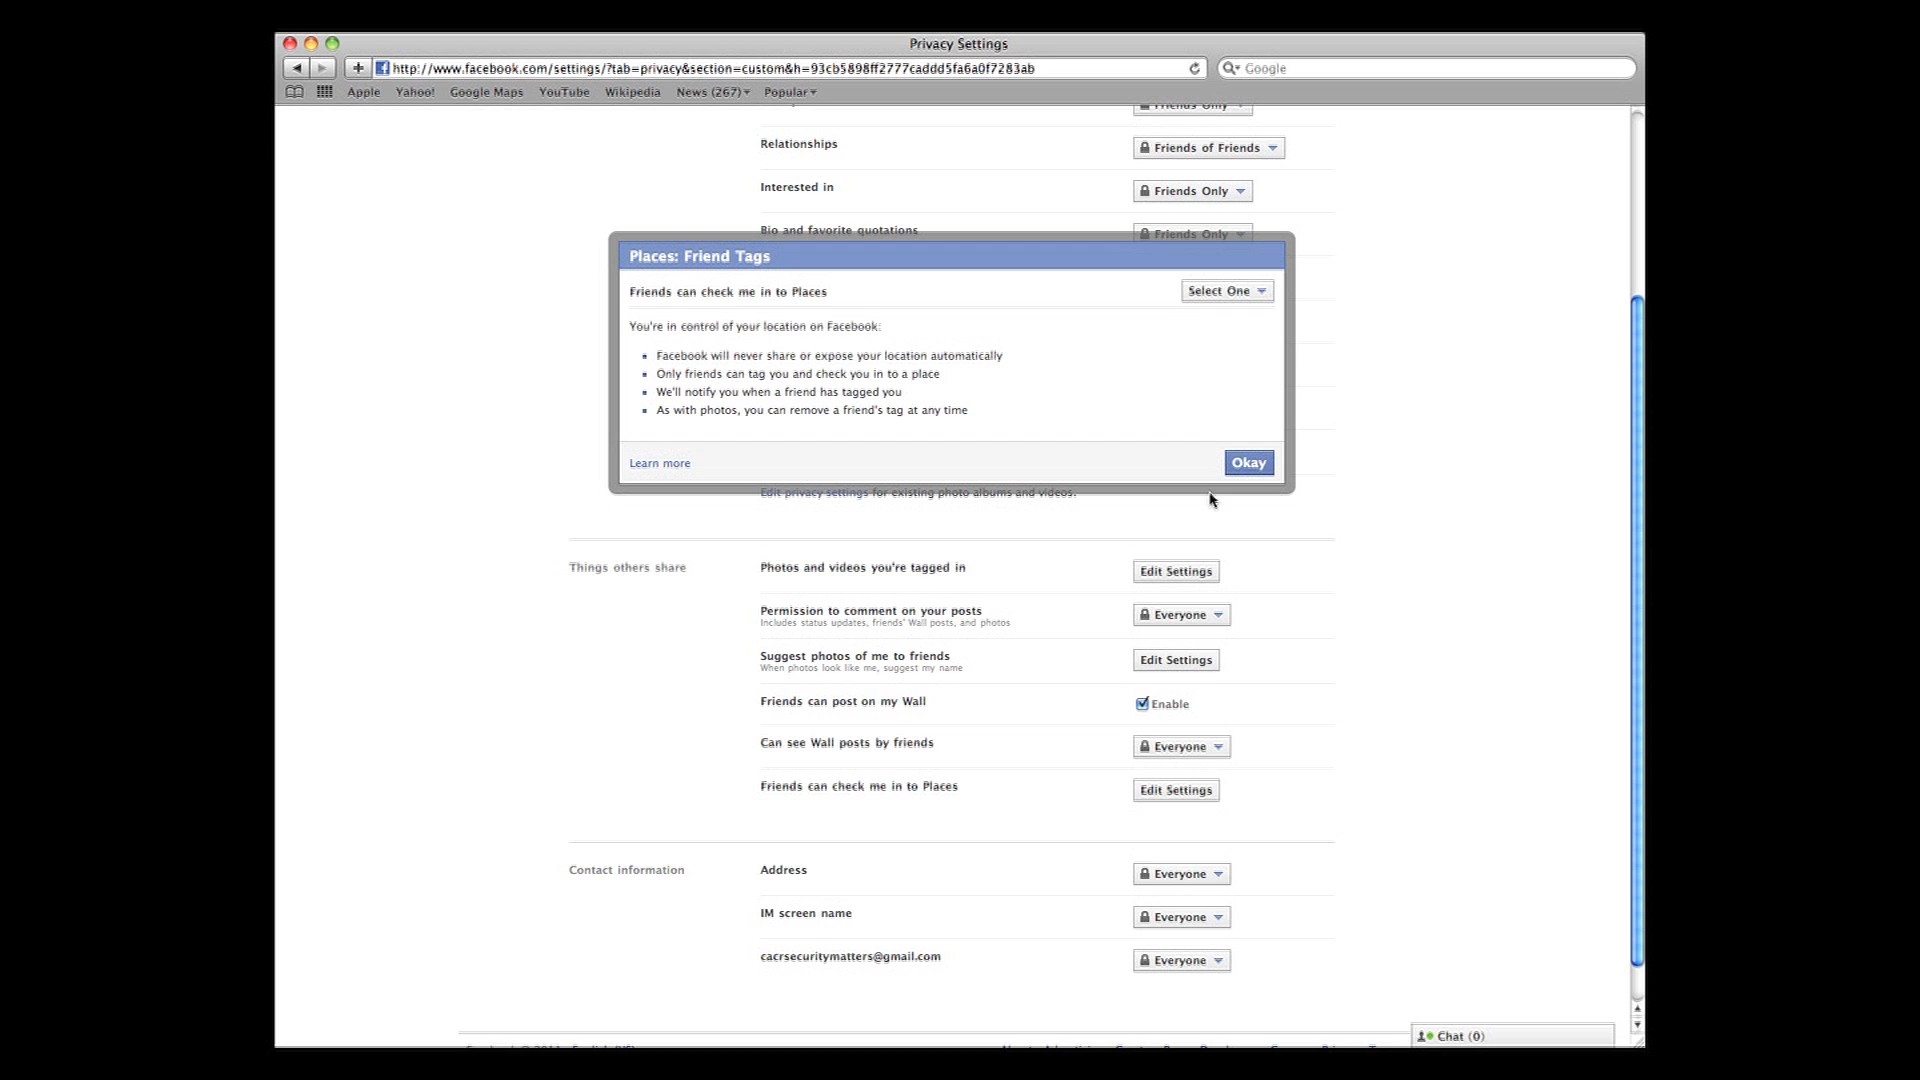 Privacy Settings
http://www.facebook.com/settings/?tab=privacy&section=custom&h=93cb5898ff2777caddd5fa6a0f7283ab
Google
Apple Yahoo! Google Maps YouTube Wikipedia News (267) Popular
Friends Only
Relationships Friends of Friends
Interested in Friends Only
Bio and favorite quotations Friends Only
Places: Friend Tags
Friends can check me in to Places Select One
You're in control of your location on Facebook:
Facebook will never share or expose your location automatically
Only friends can tag you and check you in to a place
We'll notify you when a friend has tagged you
As with photos, you can remove a friend's tag at any time
Learn more Okay
Edit privacy settings for existing photo albums and videos.
Things others share Photos and videos you're tagged in Edit Settings
Permission to comment on your posts Everyone
Includes status updates, friends' Wall posts, and photos
Suggest photos of me to friends Edit Settings
When photos look like me, suggest my name
Friends can post on my Wall Enable
Can see Wall posts by friends Everyone
Friends can check me in to Places Edit Settings
Contact information Address Everyone
IM screen name Everyone
cacrsecuritymatters@gmail.com Everyone
Chat (0)